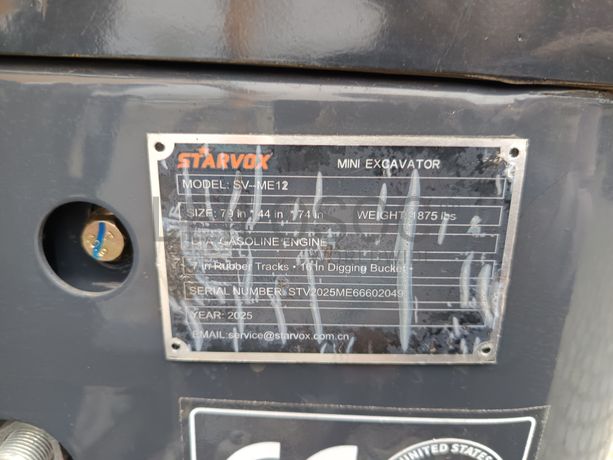 STARVOX MINI EXCAVATOR
MODEL: SV-ME12
SIZE: 79 in * 44 in * 74 in WEIGHT: 1875 lbs
GASOLINE ENGINE
7 in Rubber Tracks • 16 in Digging Bucket •
SERIAL NUMBER: STV2025ME66602049
YEAR: 2025
EMAIL:service@starvox.com.cn
UNITED STATES